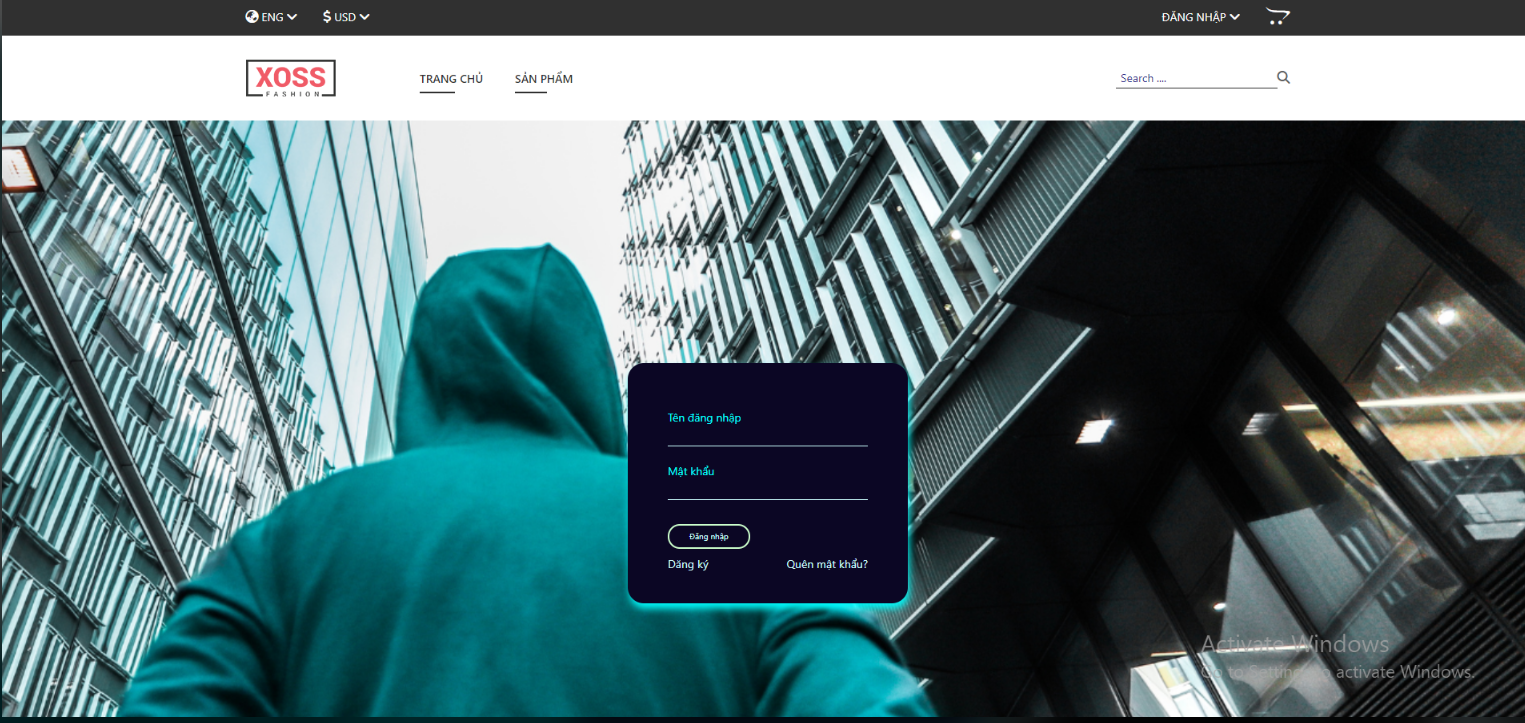 ENG
$ USD
ĐĂNG NHẬP
XOSS
FASHION
TRANG CHỦ
SẢN PHẨM
Search ....
Tên đăng nhập
Mật khẩu
Đăng nhập
Đăng ký
Quên mật khẩu?
Activate Windows
Go to Settings to activate Windows.